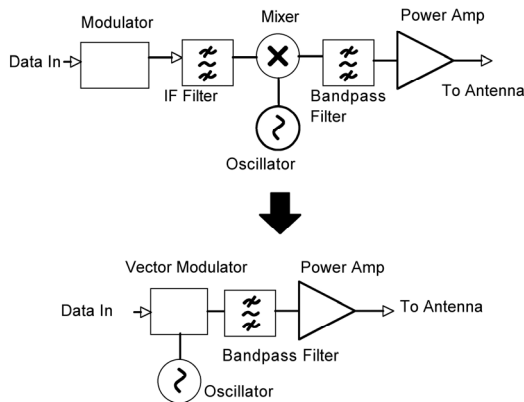 Modulator
Mixer
Power Amp
Data In
IF Filter
Bandpass
Filter
To Antenna
Oscillator
Vector Modulator
Power Amp
Data In
To Antenna
Bandpass Filter
Oscillator